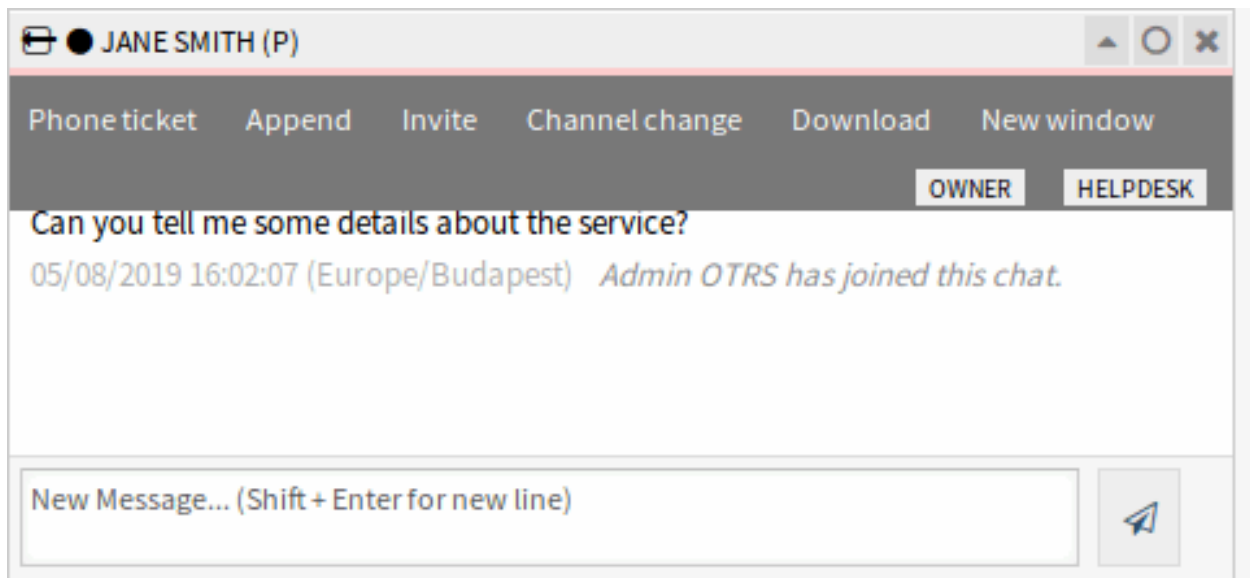 JANE SMITH (P)
Phone ticket Append Invite Channel change Download New window
OWNER HELPDESK
Can you tell me some details about the service?
05/08/2019 16:02:07 (Europe/Budapest) Admin OTRS has joined this chat.
New Message... (Shift + Enter for new line)